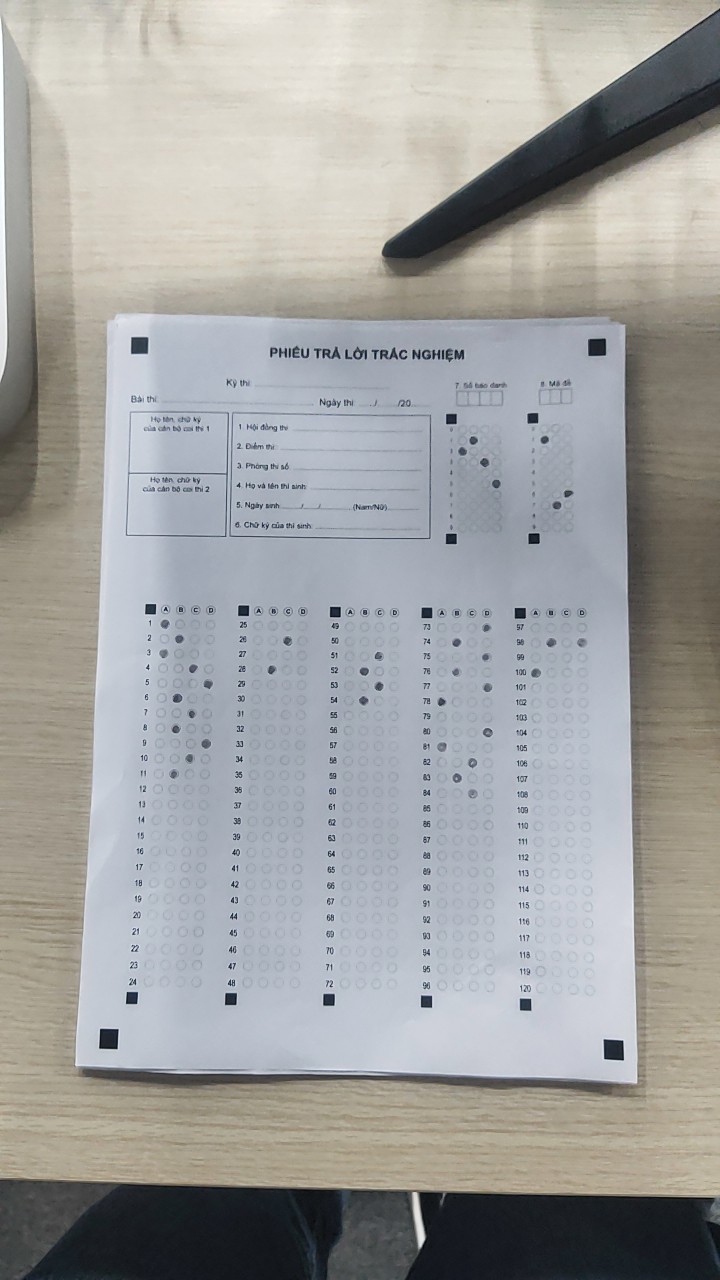 PHIẾU TRẢ LỜI TRẮC NGHIỆM
Kỳ thi:
Bài thi: Ngày thi: ..../..../20....
7. Số báo danh
8. Mã đề
Họ tên, chữ ký
của cán bộ coi thi 1
Họ tên, chữ ký
của cán bộ coi thi 2
1. Hội đồng thi:
2. Điểm thi:
3. Phòng thi số:
4. Họ và tên thí sinh:
5. Ngày sinh: ..../..../.... (Nam/Nữ)
6. Chữ ký của thí sinh:
A B C D A B C D A B C D A B C D A B C D
1 25 49 73 97
2 26 50 74 98
3 27 51 75 99
4 28 52 76 100
5 29 53 77 101
6 30 54 78 102
7 31 55 79 103
8 32 56 80 104
9 33 57 81 105
10 34 58 82 106
11 35 59 83 107
12 36 60 84 108
13 37 61 85 109
14 38 62 86 110
15 39 63 87 111
16 40 64 88 112
17 41 65 89 113
18 42 66 90 114
19 43 67 91 115
20 44 68 92 116
21 45 69 93 117
22 46 70 94 118
23 47 71 95 119
24 48 72 96 120